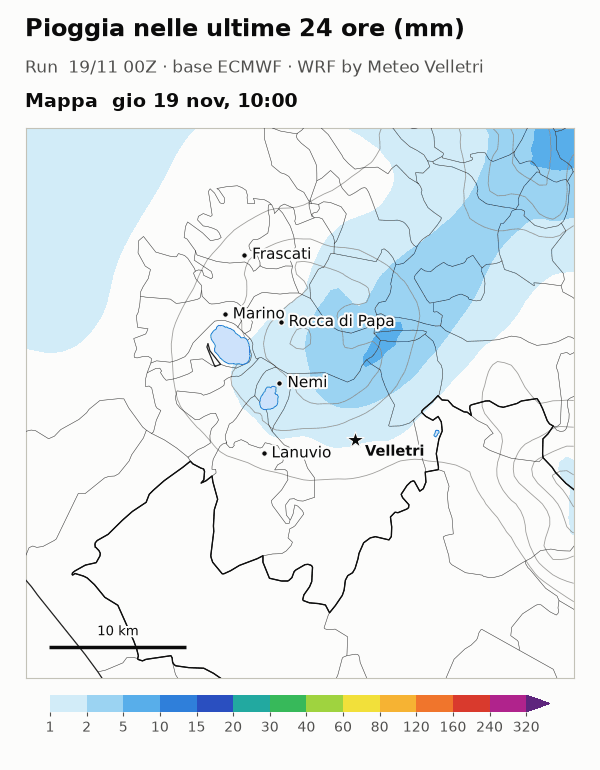 Pioggia nelle ultime 24 ore (mm)
Run 19/11 00Z · base ECMWF · WRF by Meteo Velletri
Mappa gio 19 nov, 10:00
Frascati
Marino
Rocca di Papa
Nemi
Velletri
Lanuvio
10 km
1 2 5 10 15 20 30 40 60 80 120 160 240 320